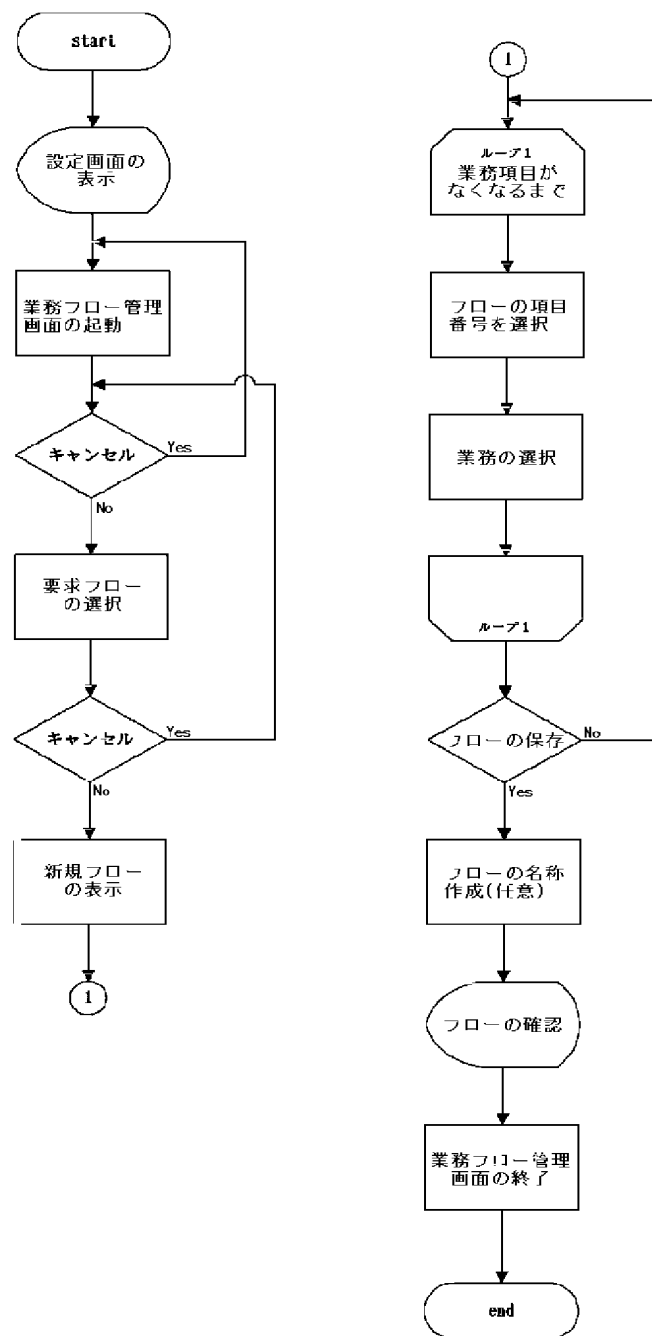 start
設定画面の
表示
業務フロー管理
画面の起動
キャンセル
Yes
No
要求フロー
の選択
キャンセル
Yes
No
新規フロー
の表示
1
1
ループ1
業務項目が
なくなるまで
フローの項目
番号を選択
業務の選択
ループ1
フローの保存
No
Yes
フローの名称
作成(任意)
フローの確認
業務フロー管理
画面の終了
end